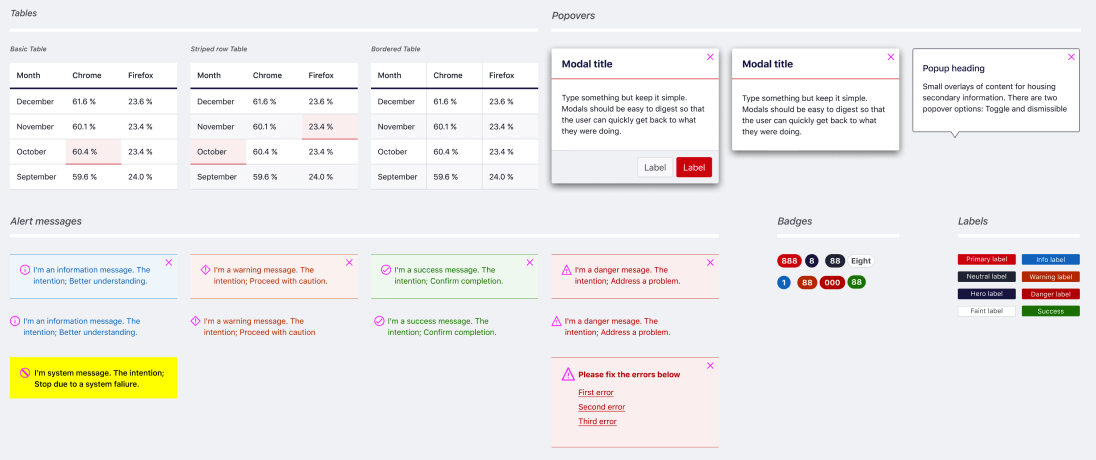 Tables
Popovers
Basic Table
Striped row Table
Bordered Table
Month Chrome Firefox
December 61.6 % 23.6 %
November 60.1 % 23.4 %
October 60.4 % 23.4 %
September 59.6 % 24.0 %
Month Chrome Firefox
December 61.6 % 23.6 %
November 60.1 % 23.4 %
October 60.4 % 23.4 %
September 59.6 % 24.0 %
Month Chrome Firefox
December 61.6 % 23.6 %
November 60.1 % 23.4 %
October 60.4 % 23.4 %
September 59.6 % 24.0 %
Modal title
Type something but keep it simple.
Modals should be easy to digest so that
the user can quickly get back to what
they were doing.
Label
Label
Modal title
Type something but keep it simple.
Modals should be easy to digest so that
the user can quickly get back to what
they were doing.
Popup heading
Small overlays of content for housing
secondary information. There are two
popover options: Toggle and dismissible
Alert messages
I'm an information message. The
intention; Better understanding.
I'm a warning message. The
intention; Proceed with caution.
I'm a success message. The
intention; Confirm completion.
I'm a danger mesage. The
intention; Address a problem.
I'm an information message. The
intention; Better understanding.
I'm a warning message. The
intention; Proceed with caution
I'm a success message. The
intention; Confirm completion.
I'm a danger mesage. The
intention; Address a problem.
I'm system message. The intention;
Stop due to a system faliure.
Please fix the errors below
First error
Second error
Third error
Badges
888 8 88 Eight
1 88 000 88
Labels
Primary label Info label
Neutral label Warning label
Hero label Danger label
Faint label Success